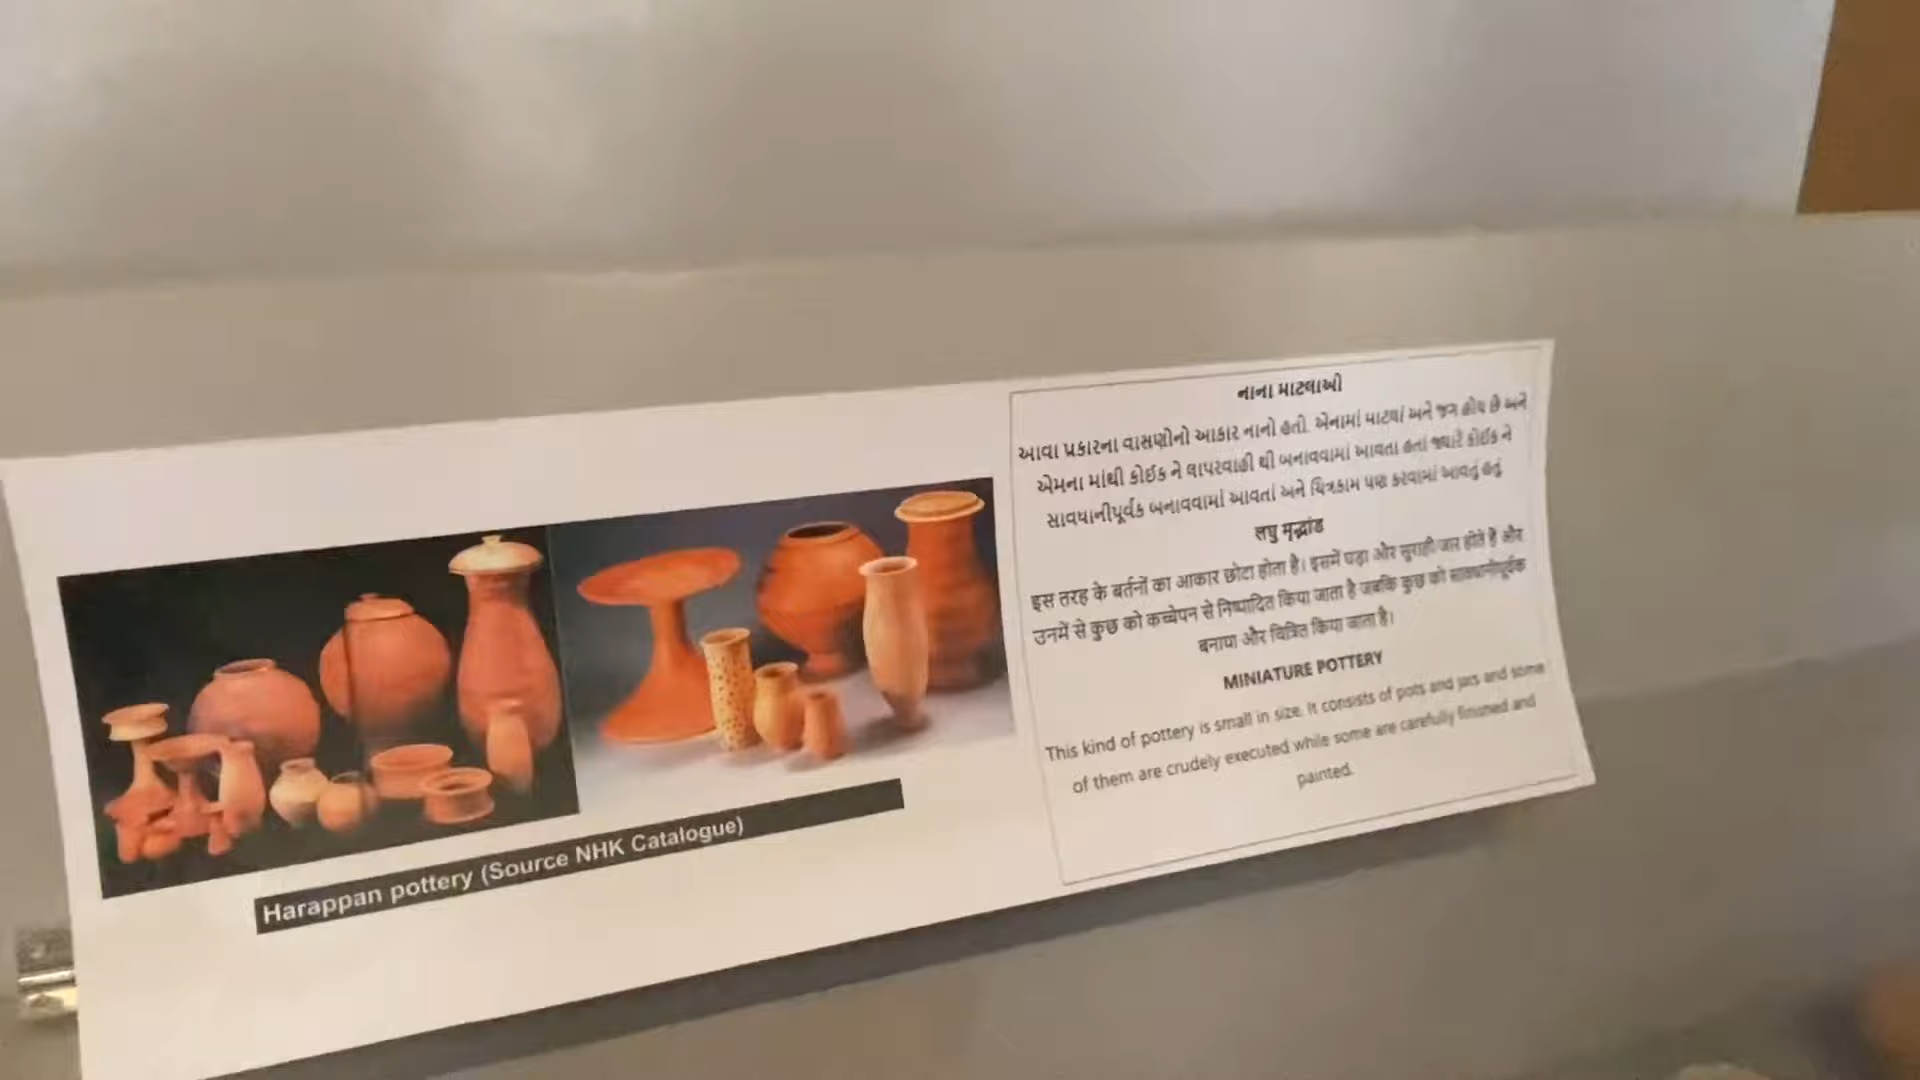 Harappan pottery (Source NHK Catalogue)
નાના માટલાઓ
આવા પ્રકારના વાસણોનો આકાર નાનો હતો. એનામાં માટલાં અને જગ હોય છે અને
એમના માંથી કોઈક ને લાપરવાહી થી બનાવવામાં આવતા હતાં જ્યારે કોઈક ને
સાવધાનીપૂર્વક બનાવવામાં આવતાં અને ચિત્રકામ પણ કરવામાં આવતું હતું
लघु मृद्भांड
इस तरह के बर्तनों का आकार छोटा होता है। इसमें घड़ा और सुराही/जार होते हैं और
उनमें से कुछ को कच्चेपन से निष्पादित किया जाता है जबकि कुछ को सावधानीपूर्वक
बनाया और चित्रित किया जाता है।
MINIATURE POTTERY
This kind of pottery is small in size. It consists of pots and jars and some
of them are crudely executed while some are carefully finished and
painted.